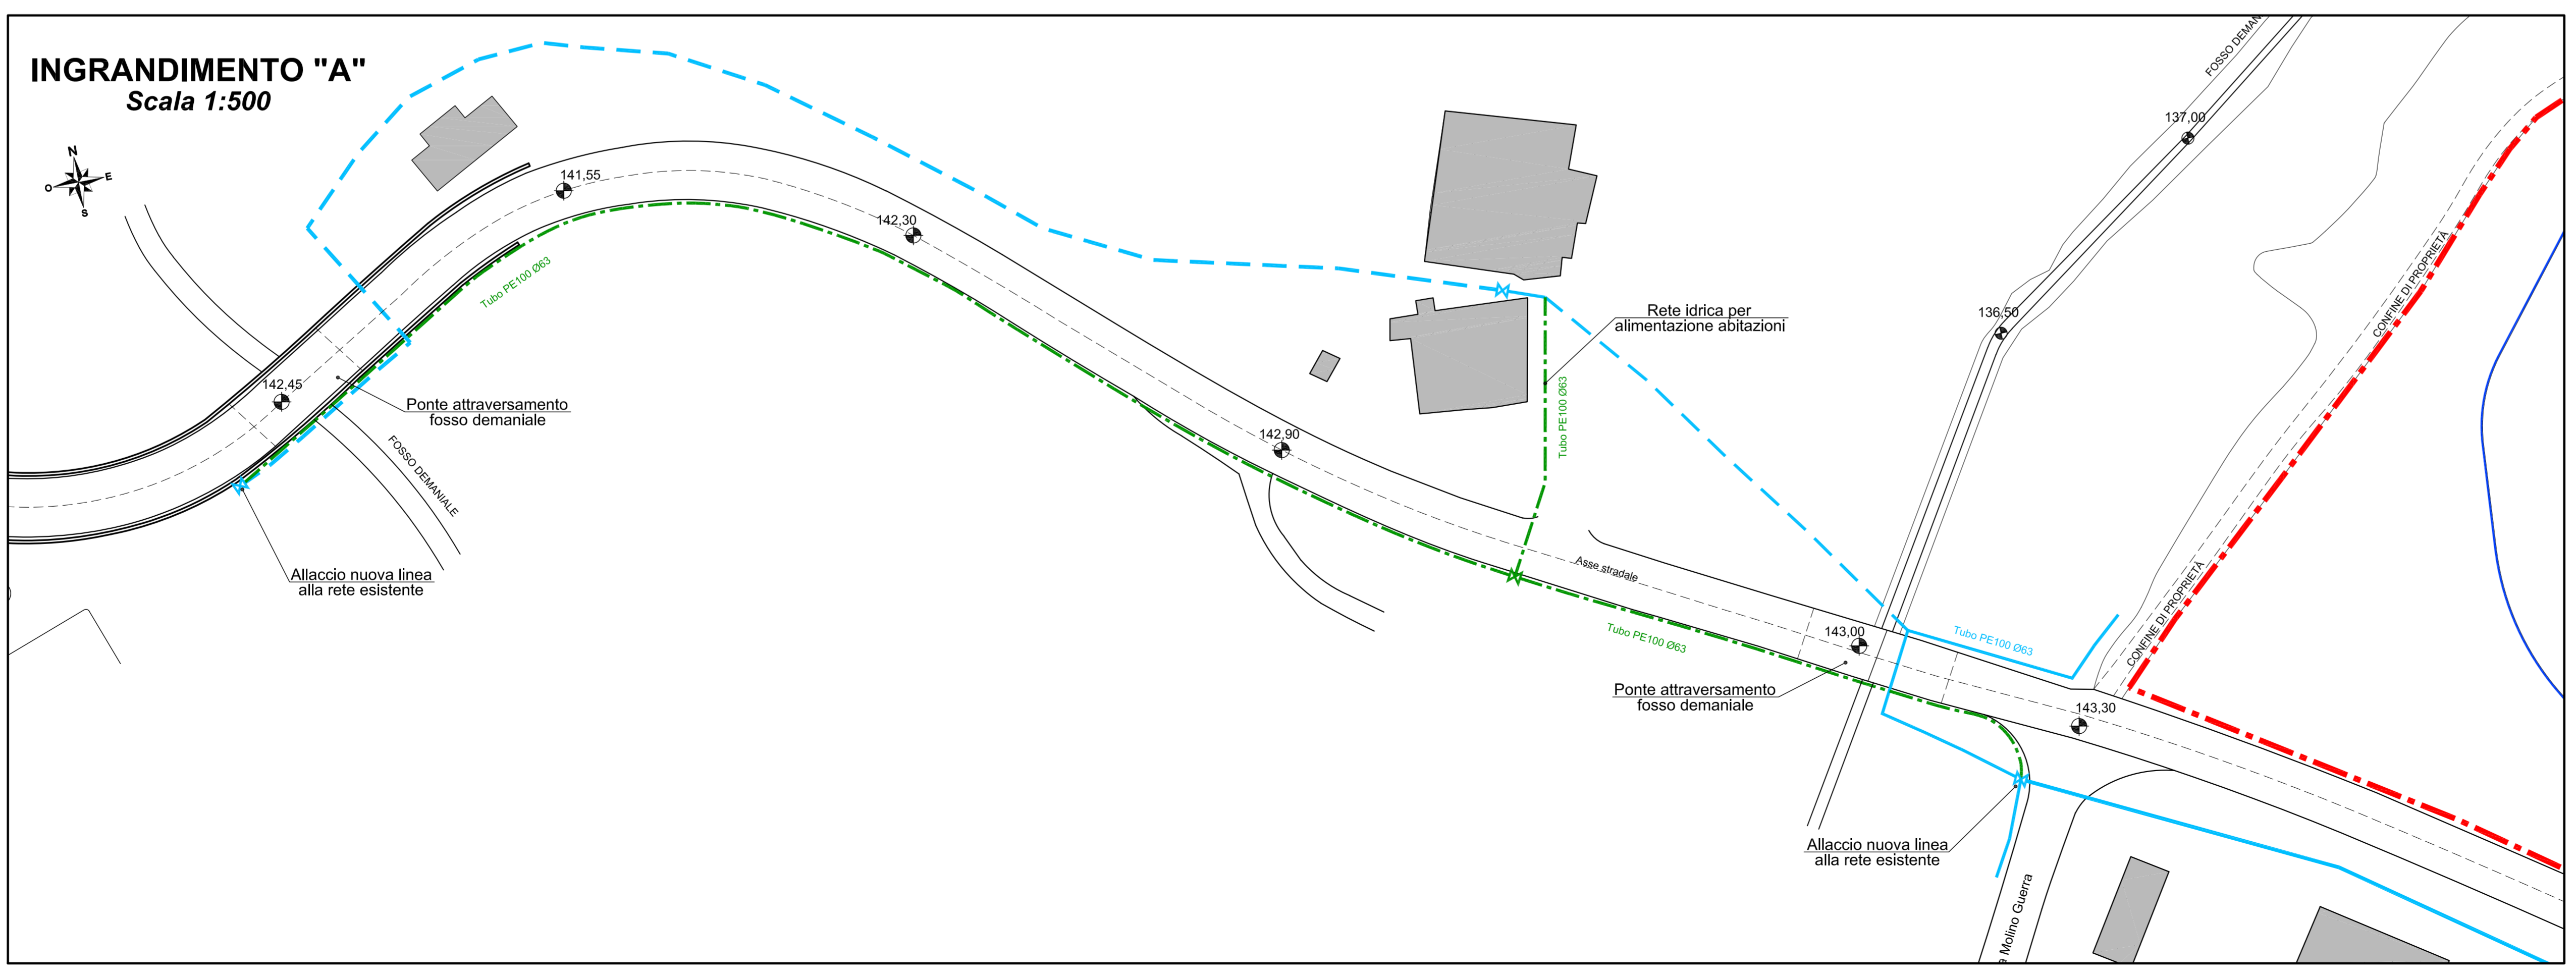 INGRANDIMENTO "A"
Scala 1:500
N
O
E
S
141,55
142,30
142,45
Tubo PE100 Ø63
Ponte attraversamento
fosso demaniale
FOSSO DEMANIALE
Allaccio nuova linea
alla rete esistente
142,90
Rete idrica per
alimentazione abitazioni
Tubo PE100 Ø63
Asse stradale
Tubo PE100 Ø63
143,00
Ponte attraversamento
fosso demaniale
FOSSO DEMAN
137,00
136,50
CONFINE DI PROPRIETÀ
CONFINE DI PROPRIETÀ
Tubo PE100 Ø63
143,30
Allaccio nuova linea
alla rete esistente
a Molino Guerra